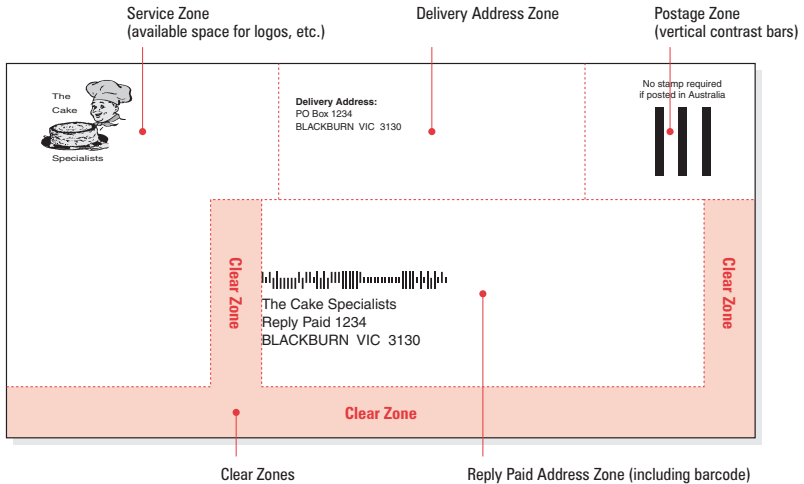 Service Zone
(available space for logos, etc.)
Delivery Address Zone
Postage Zone
(vertical contrast bars)
The
Cake
Specialists
Delivery Address:
PO Box 1234
BLACKBURN VIC 3130
No stamp required
if posted in Australia
Clear Zone
The Cake Specialists
Reply Paid 1234
BLACKBURN VIC 3130
Clear Zone
Clear Zone
Clear Zones
Reply Paid Address Zone (including barcode)